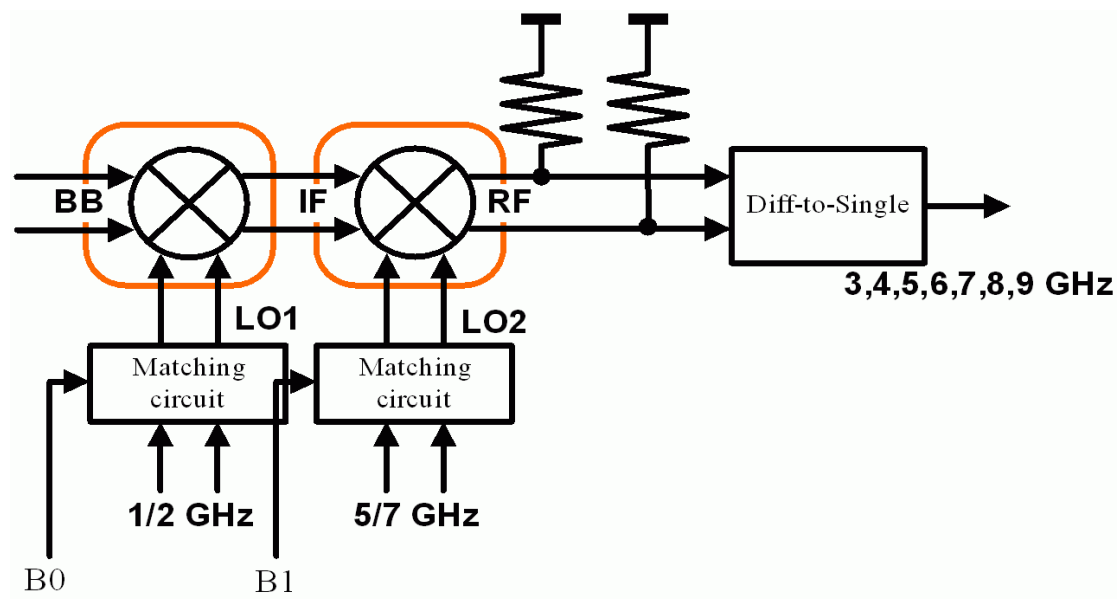 BB
IF
RF
Diff-to-Single
3,4,5,6,7,8,9 GHz
LO1
LO2
Matching
circuit
Matching
circuit
1/2 GHz
5/7 GHz
B0
B1